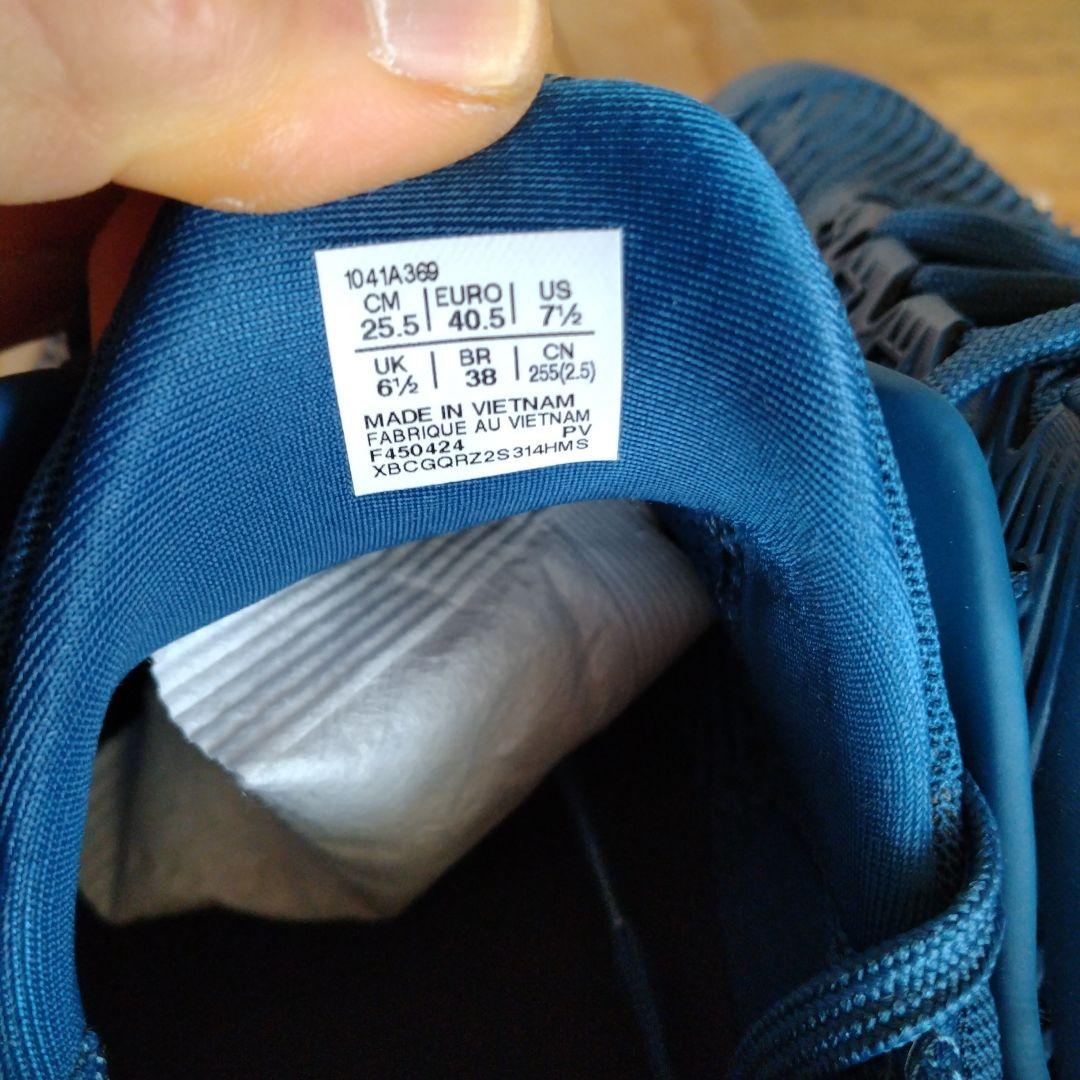 1041A369
CM EURO US
25.5 40.5 7½
UK BR CN
6½ 38 255(2.5)
MADE IN VIETNAM
FABRIQUE AU VIETNAM
F450424 PV
XBCGQRZ2S314HMS